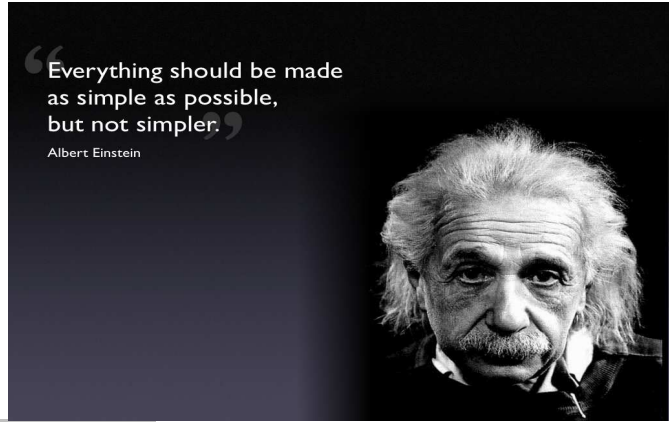 “Everything should be made
as simple as possible,
but not simpler.”
Albert Einstein